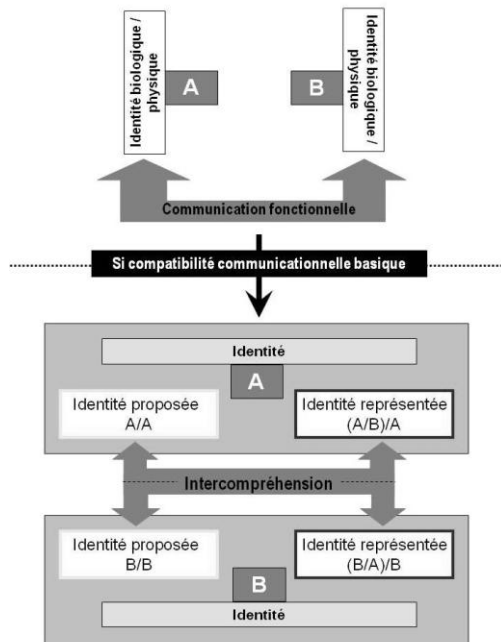 Identité biologique /
physique
A
B
Identité biologique /
physique
Communication fonctionnelle
Si compatibilité communicationnelle basique
Identité
A
Identité proposée
A/A
Identité représentée
(A/B)/A
Intercompréhension
Identité proposée
B/B
Identité représentée
(B/A)/B
B
Identité